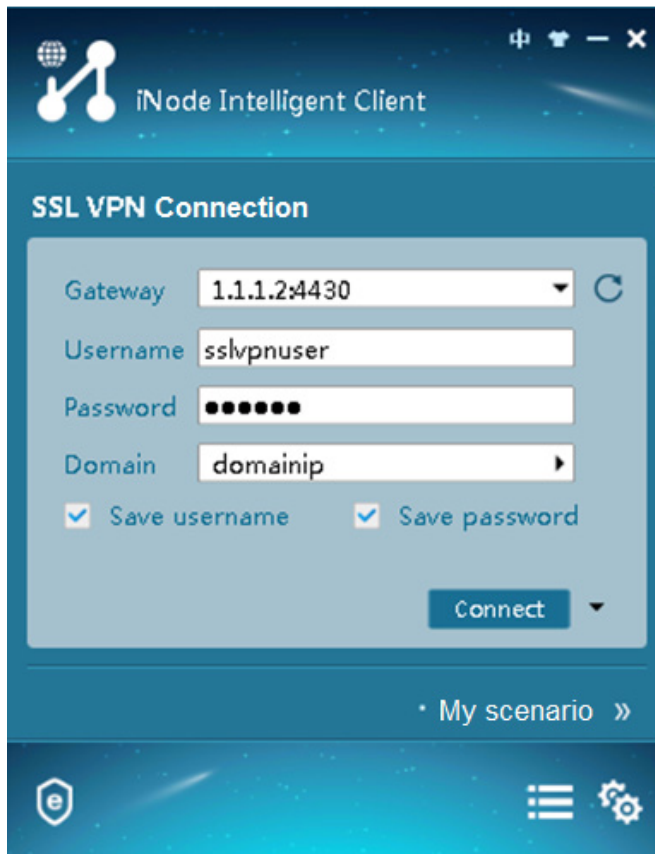 中
iNode Intelligent Client
SSL VPN Connection
Gateway 1.1.1.2:4430
Username sslvpnuser
Password ●●●●●●
Domain domainip
Save username Save password
Connect
· My scenario »
e